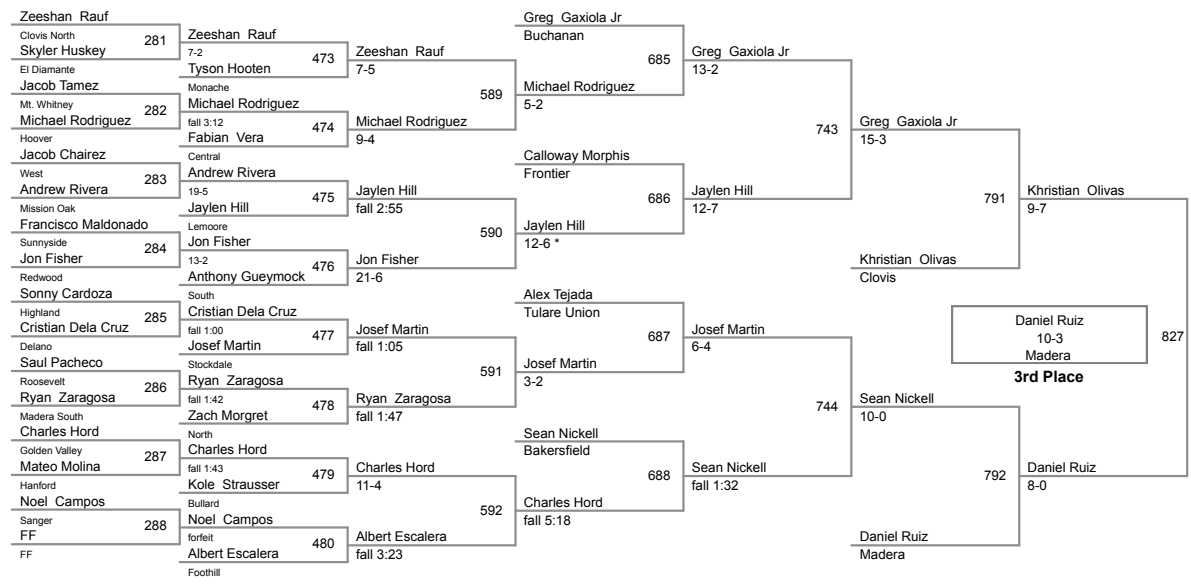 Zeeshan Rauf
Clovis North
281
Skyler Huskey
El Diamante
Jacob Tamez
Mt. Whitney
282
Michael Rodriguez
Hoover
Jacob Chairez
West
283
Andrew Rivera
Mission Oak
Francisco Maldonado
Sunnyside
284
Jon Fisher
Redwood
Sonny Cardoza
Highland
285
Cristian Dela Cruz
Delano
Saul Pacheco
Roosevelt
286
Ryan Zaragosa
Madera South
Charles Hord
Golden Valley
287
Mateo Molina
Hanford
Noel Campos
Sanger
288
FF
FF
Zeeshan Rauf
7-2
473
Tyson Hooten
Monache
Michael Rodriguez
fall 3:12
474
Fabian Vera
Central
Andrew Rivera
19-5
475
Jaylen Hill
Lemoore
Jon Fisher
13-2
476
Anthony Gueymock
South
Cristian Dela Cruz
fall 1:00
477
Josef Martin
Stockdale
Ryan Zaragosa
fall 1:42
478
Zach Morgret
North
Charles Hord
fall 1:43
479
Kole Strausser
Bullard
Noel Campos
forfeit
480
Albert Escalera
Foothill
Zeeshan Rauf
7-5
589
Michael Rodriguez
9-4
Jaylen Hill
fall 2:55
590
Jon Fisher
21-6
Josef Martin
fall 1:05
591
Ryan Zaragosa
fall 1:47
Charles Hord
11-4
592
Albert Escalera
fall 3:23
Greg Gaxiola Jr
Buchanan
685
Michael Rodriguez
5-2
Calloway Morphis
Frontier
686
Jaylen Hill
12-6 *
Alex Tejada
Tulare Union
687
Josef Martin
3-2
Sean Nickell
Bakersfield
688
Charles Hord
fall 5:18
Greg Gaxiola Jr
13-2
743
Jaylen Hill
12-7
Josef Martin
6-4
744
Sean Nickell
fall 1:32
Greg Gaxiola Jr
15-3
791
Khristian Olivas
Clovis
Sean Nickell
10-0
792
Daniel Ruiz
Madera
Khristian Olivas
9-7
827
Daniel Ruiz
8-0
Daniel Ruiz
10-3
Madera
3rd Place